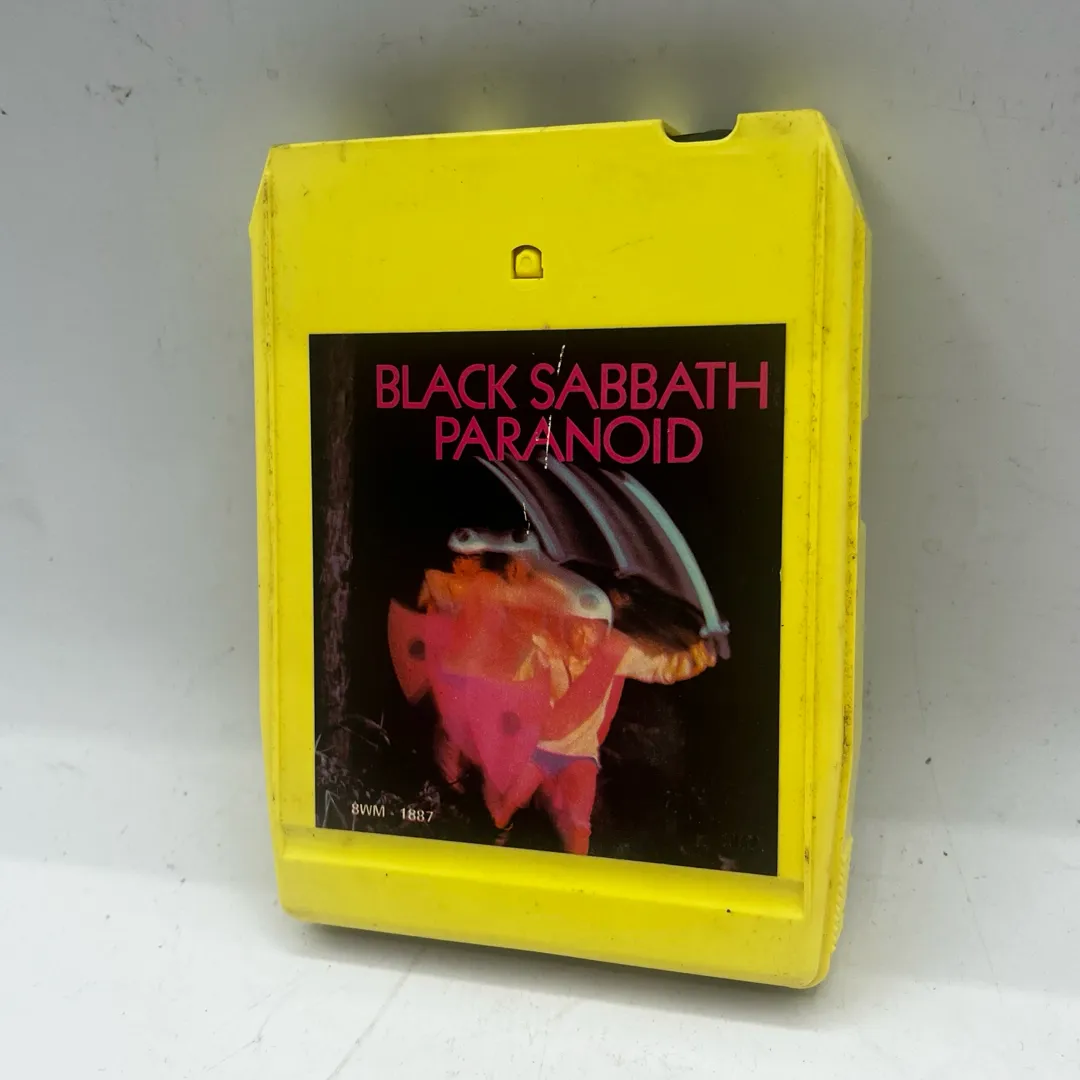 BLACK SABBATH
PARANOID
8WM - 1887